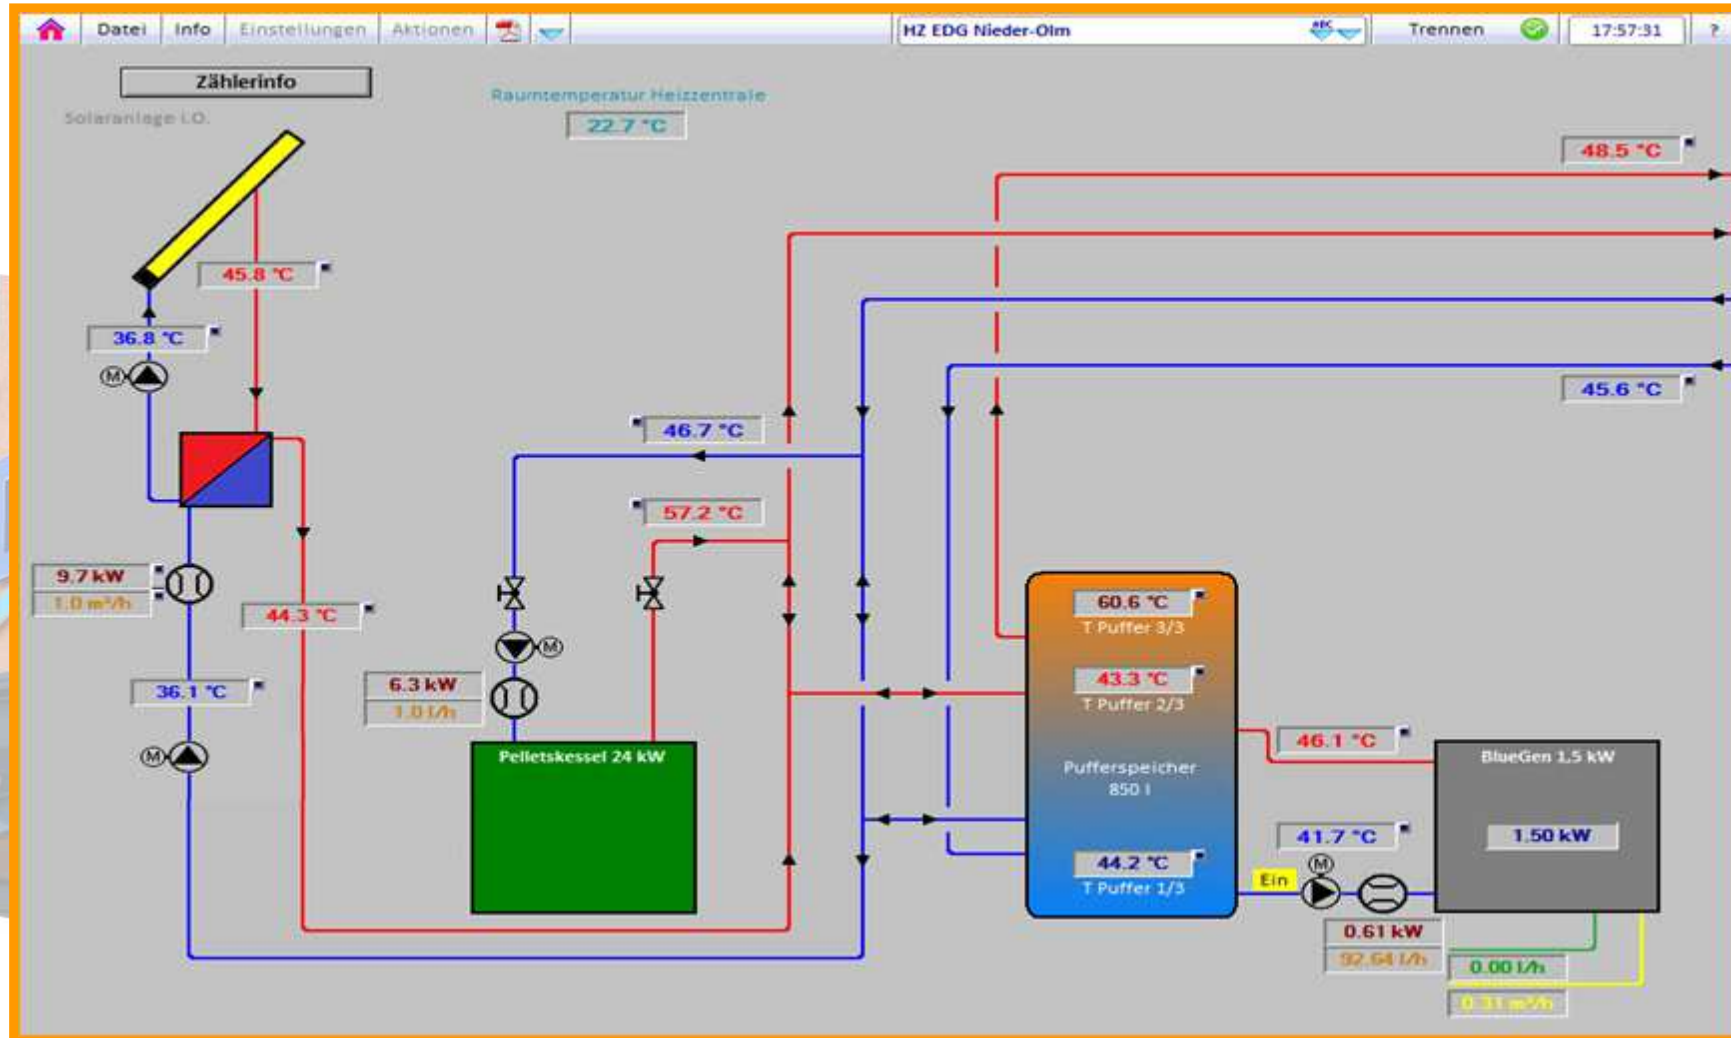 Datei Info Einstellungen Aktionen HZ EDG Nieder-Olm ABC Trennen 17:57:31 ?
Zählerinfo
Solaranlage i.O.
Raumtemperatur Heizzentrale
22.7 °C
48.5 °C
45.8 °C
36.8 °C
M
45.6 °C
46.7 °C
57.2 °C
9.7 kW
1.0 m³/h
44.3 °C
60.6 °C
T Puffer 3/3
M
36.1 °C
6.3 kW
1.0 l/h
43.3 °C
T Puffer 2/3
M
Pelletskessel 24 kW
46.1 °C
BlueGen 1,5 kW
Pufferspeicher
850 l
41.7 °C
1.50 kW
44.2 °C
T Puffer 1/3
M
Ein
0.61 kW
92.64 l/h
0.00 l/h
0.31 m³/h